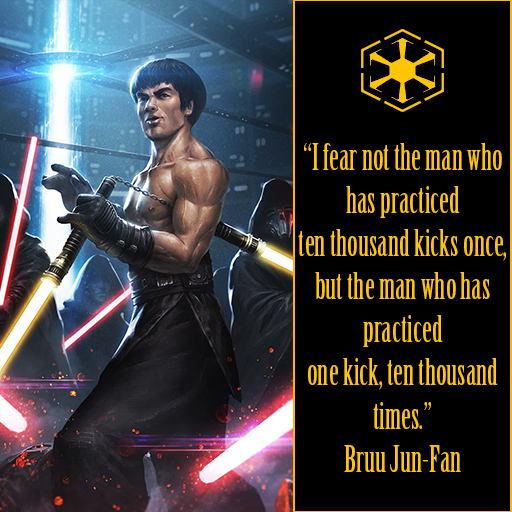 “I fear not the man who
has practiced
ten thousand kicks once,
but the man who has
practiced
one kick, ten thousand
times.”
Bruu Jun-Fan